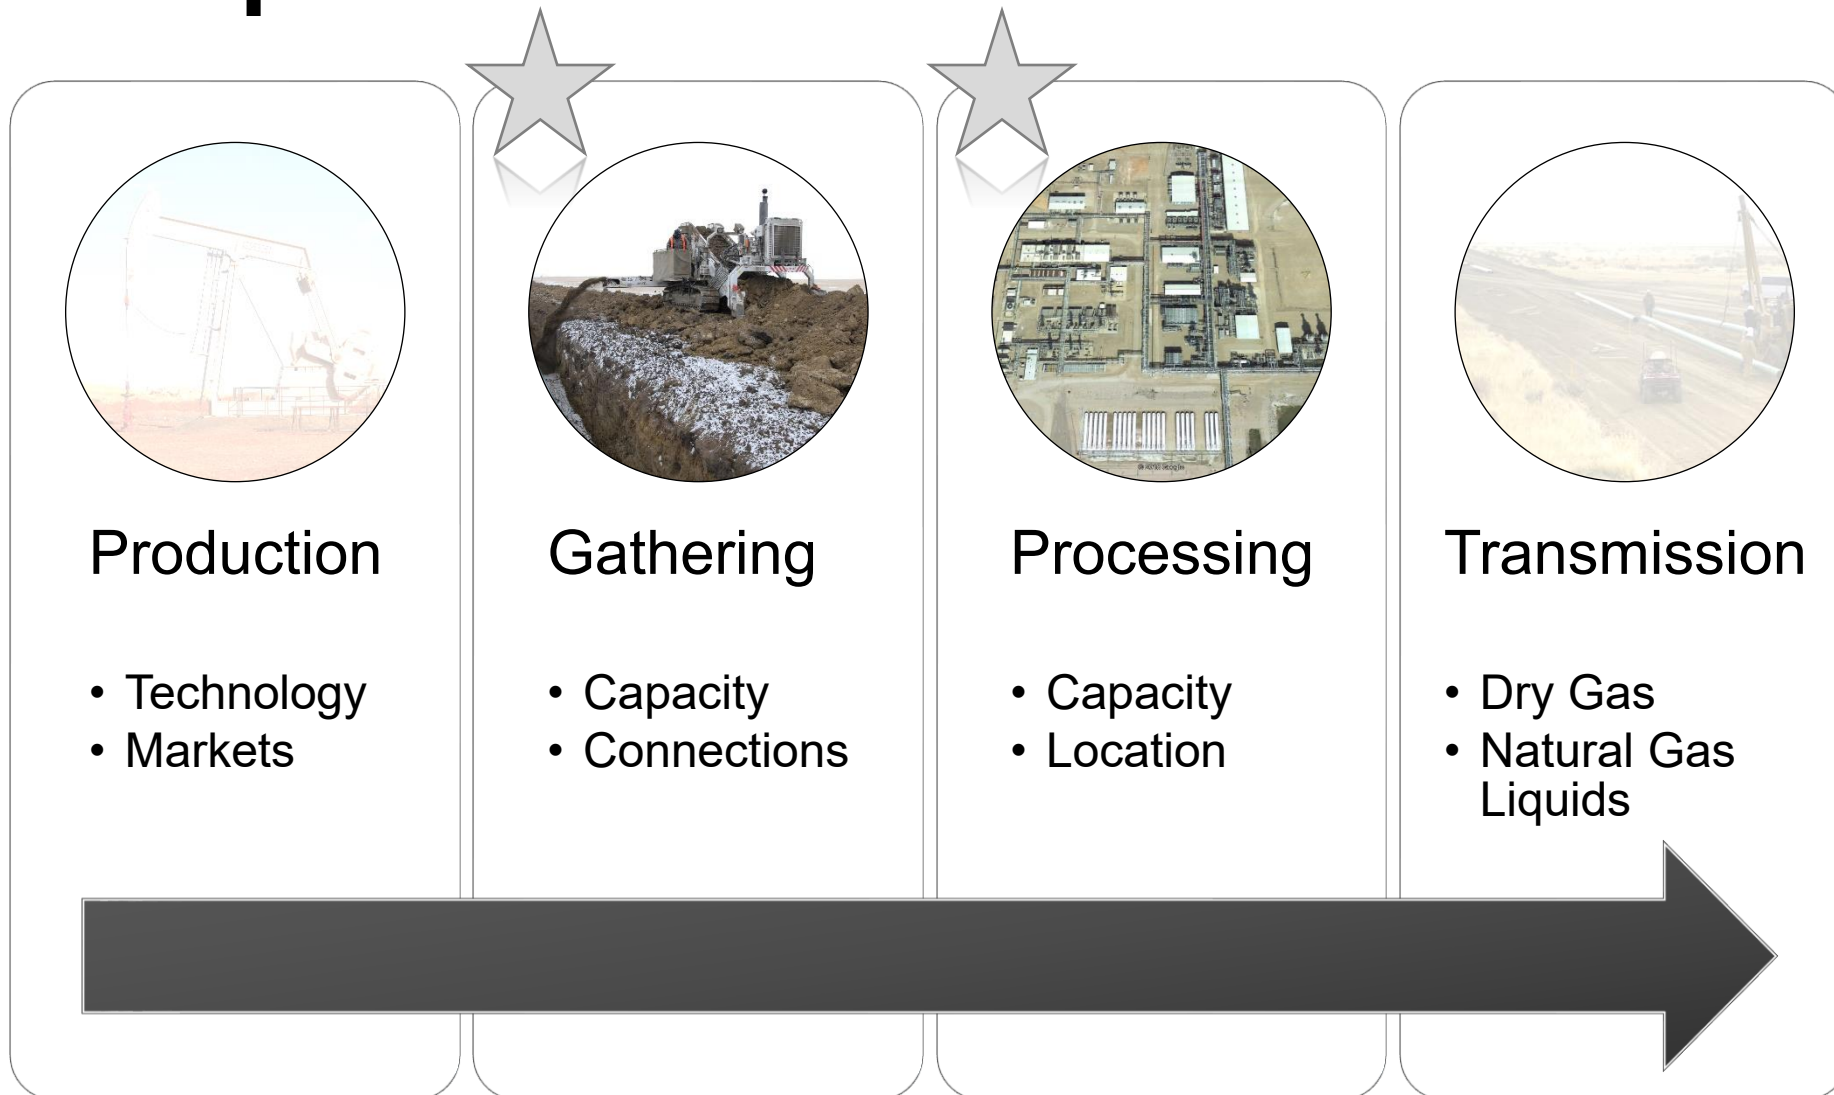 Production
• Technology
• Markets
Gathering
• Capacity
• Connections
Processing
• Capacity
• Location
Transmission
• Dry Gas
• Natural Gas
Liquids